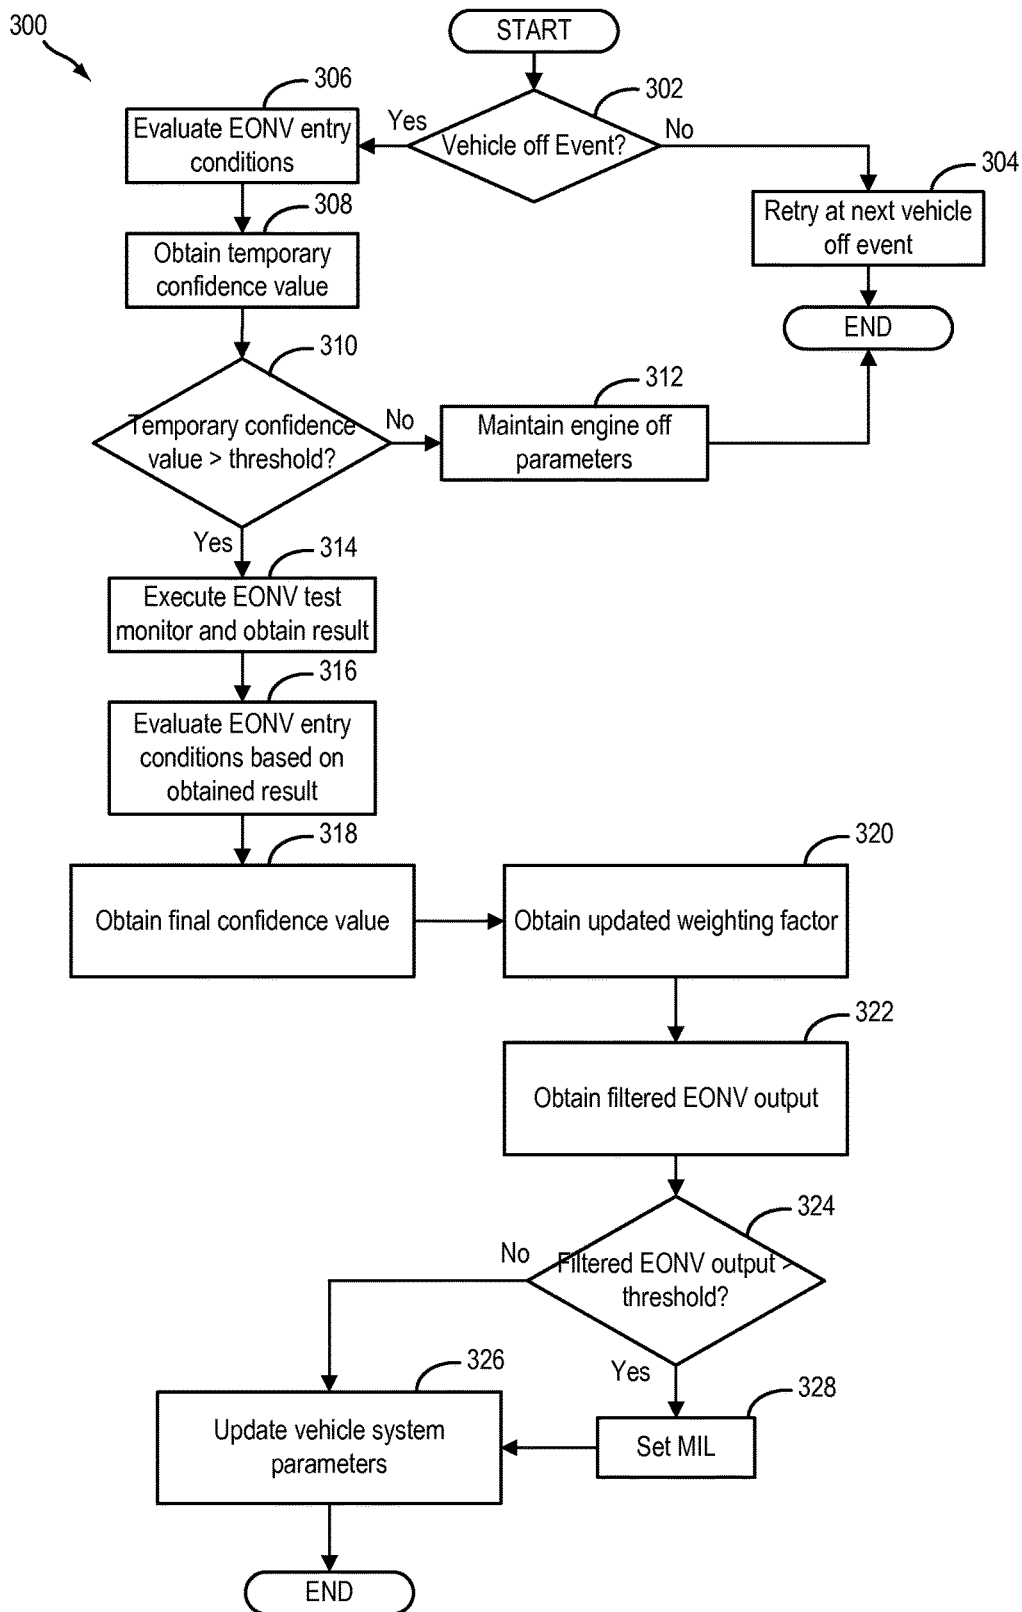 300
START
302
Vehicle off Event?
Yes
No
306
Evaluate EONV entry
conditions
304
Retry at next vehicle
off event
END
308
Obtain temporary
confidence value
310
Temporary confidence
value > threshold?
No
312
Maintain engine off
parameters
Yes
314
Execute EONV test
monitor and obtain result
316
Evaluate EONV entry
conditions based on
obtained result
318
Obtain final confidence value
320
Obtain updated weighting factor
322
Obtain filtered EONV output
324
Filtered EONV output >
threshold?
No
Yes
326
Update vehicle system
parameters
328
Set MIL
END